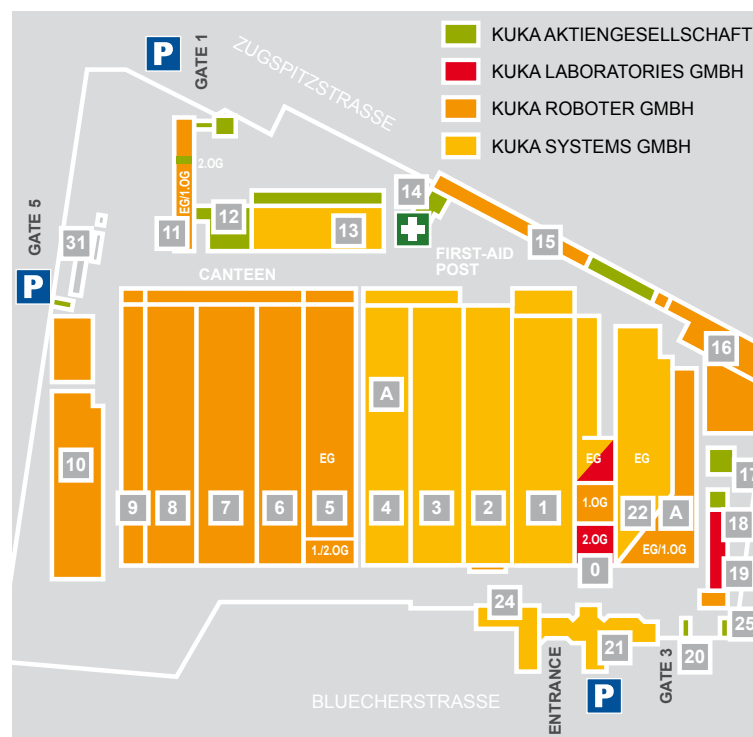 KUKA AKTIENGESELLSCHAFT
KUKA LABORATORIES GMBH
KUKA ROBOTER GMBH
KUKA SYSTEMS GMBH
P
GATE 1
ZUGSPITZSTRASSE
2.OG
EG/1.OG
14
12
13
11
15
GATE 5
31
P
FIRST-AID
POST
CANTEEN
16
A
10
EG
EG
EG
17
9
8
7
6
5
4
3
2
1
1.OG
22
A
18
2.OG
1./2.OG
EG/1.OG
0
19
24
25
21
20
ENTRANCE
GATE 3
P
BLUECHERSTRASSE